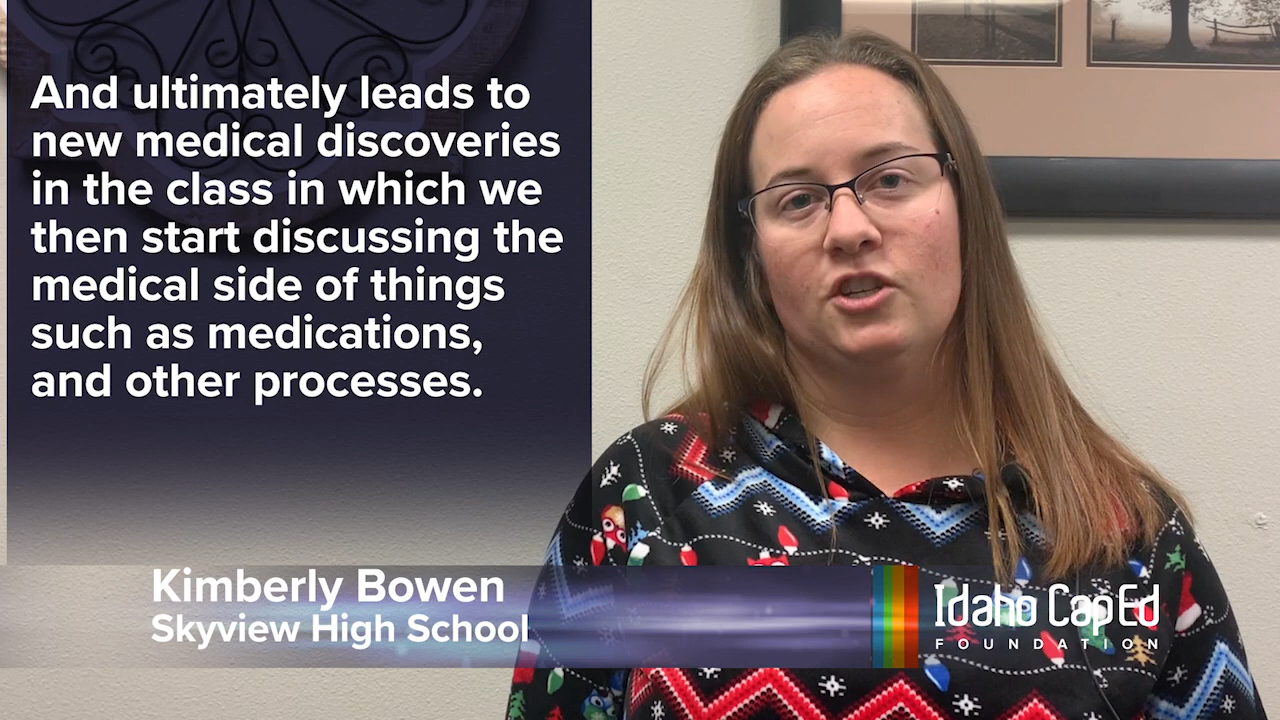 And ultimately leads to
new medical discoveries
in the class in which we
then start discussing the
medical side of things
such as medications,
and other processes.
Kimberly Bowen
Skyview High School
Idaho CapEd
FOUNDATION